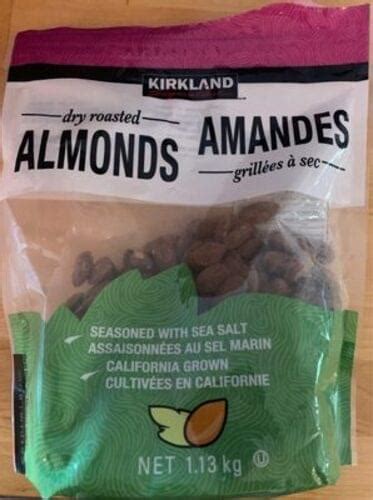 KIRKLAND
dry roasted
ALMONDS
AMANDES
grillées à sec
SEASONED WITH SEA SALT
ASSAISONNÉES AU SEL MARIN
CALIFORNIA GROWN
CULTIVÉES EN CALIFORNIE
NET 1.13 kg U